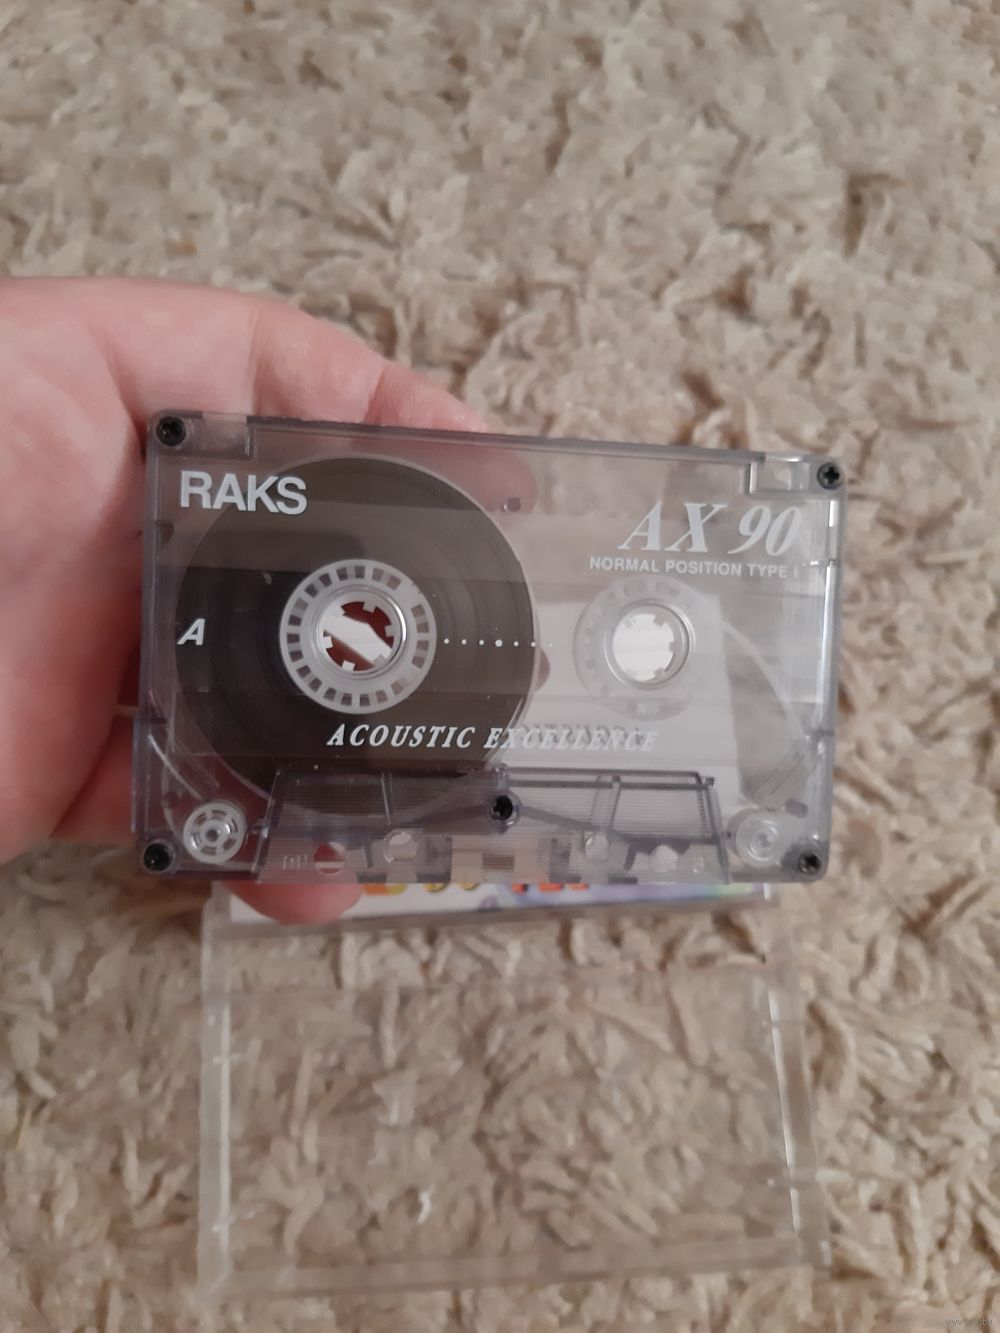 RAKS
AX 90
NORMAL POSITION TYPE I
A
ACOUSTIC EXCELLENCE